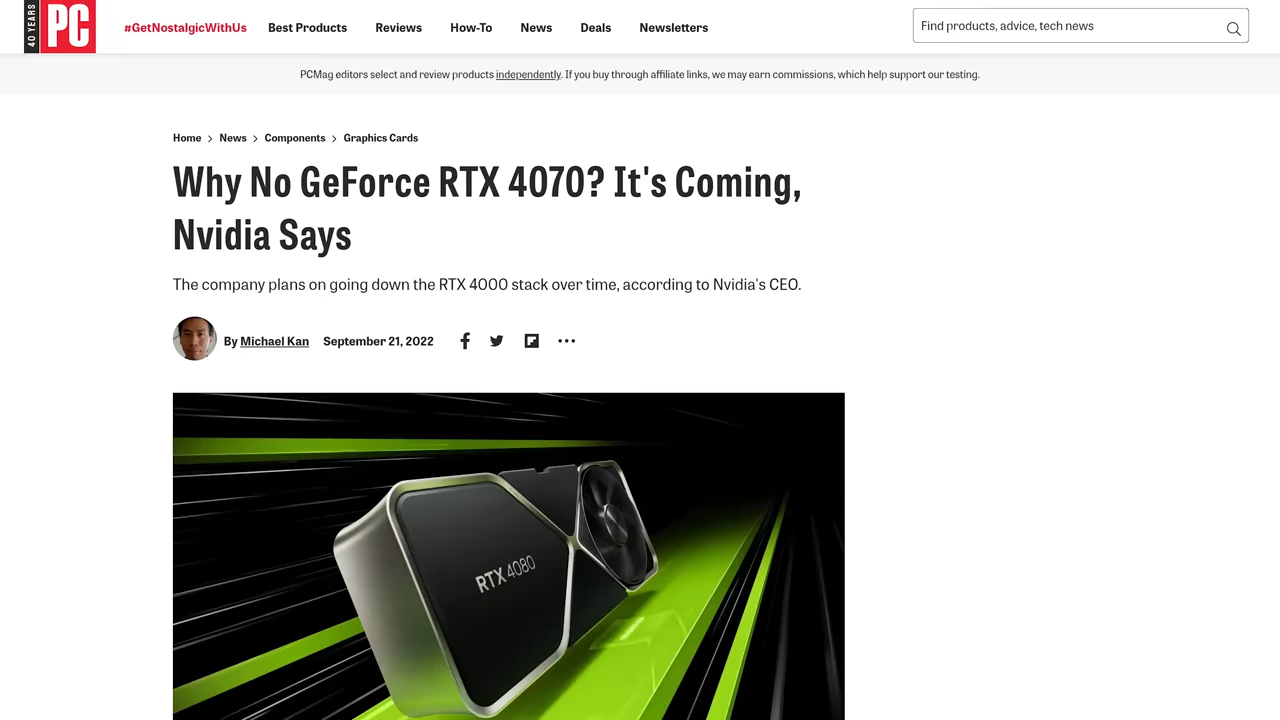 40 YEARS
PC
#GetNostalgicWithUs Best Products Reviews How-To News Deals Newsletters
Find products, advice, tech news
PCMag editors select and review products independently. If you buy through affiliate links, we may earn commissions, which help support our testing.
Home > News > Components > Graphics Cards
Why No GeForce RTX 4070? It's Coming,
Nvidia Says
The company plans on going down the RTX 4000 stack over time, according to Nvidia's CEO.
By Michael Kan September 21, 2022
RTX 4080